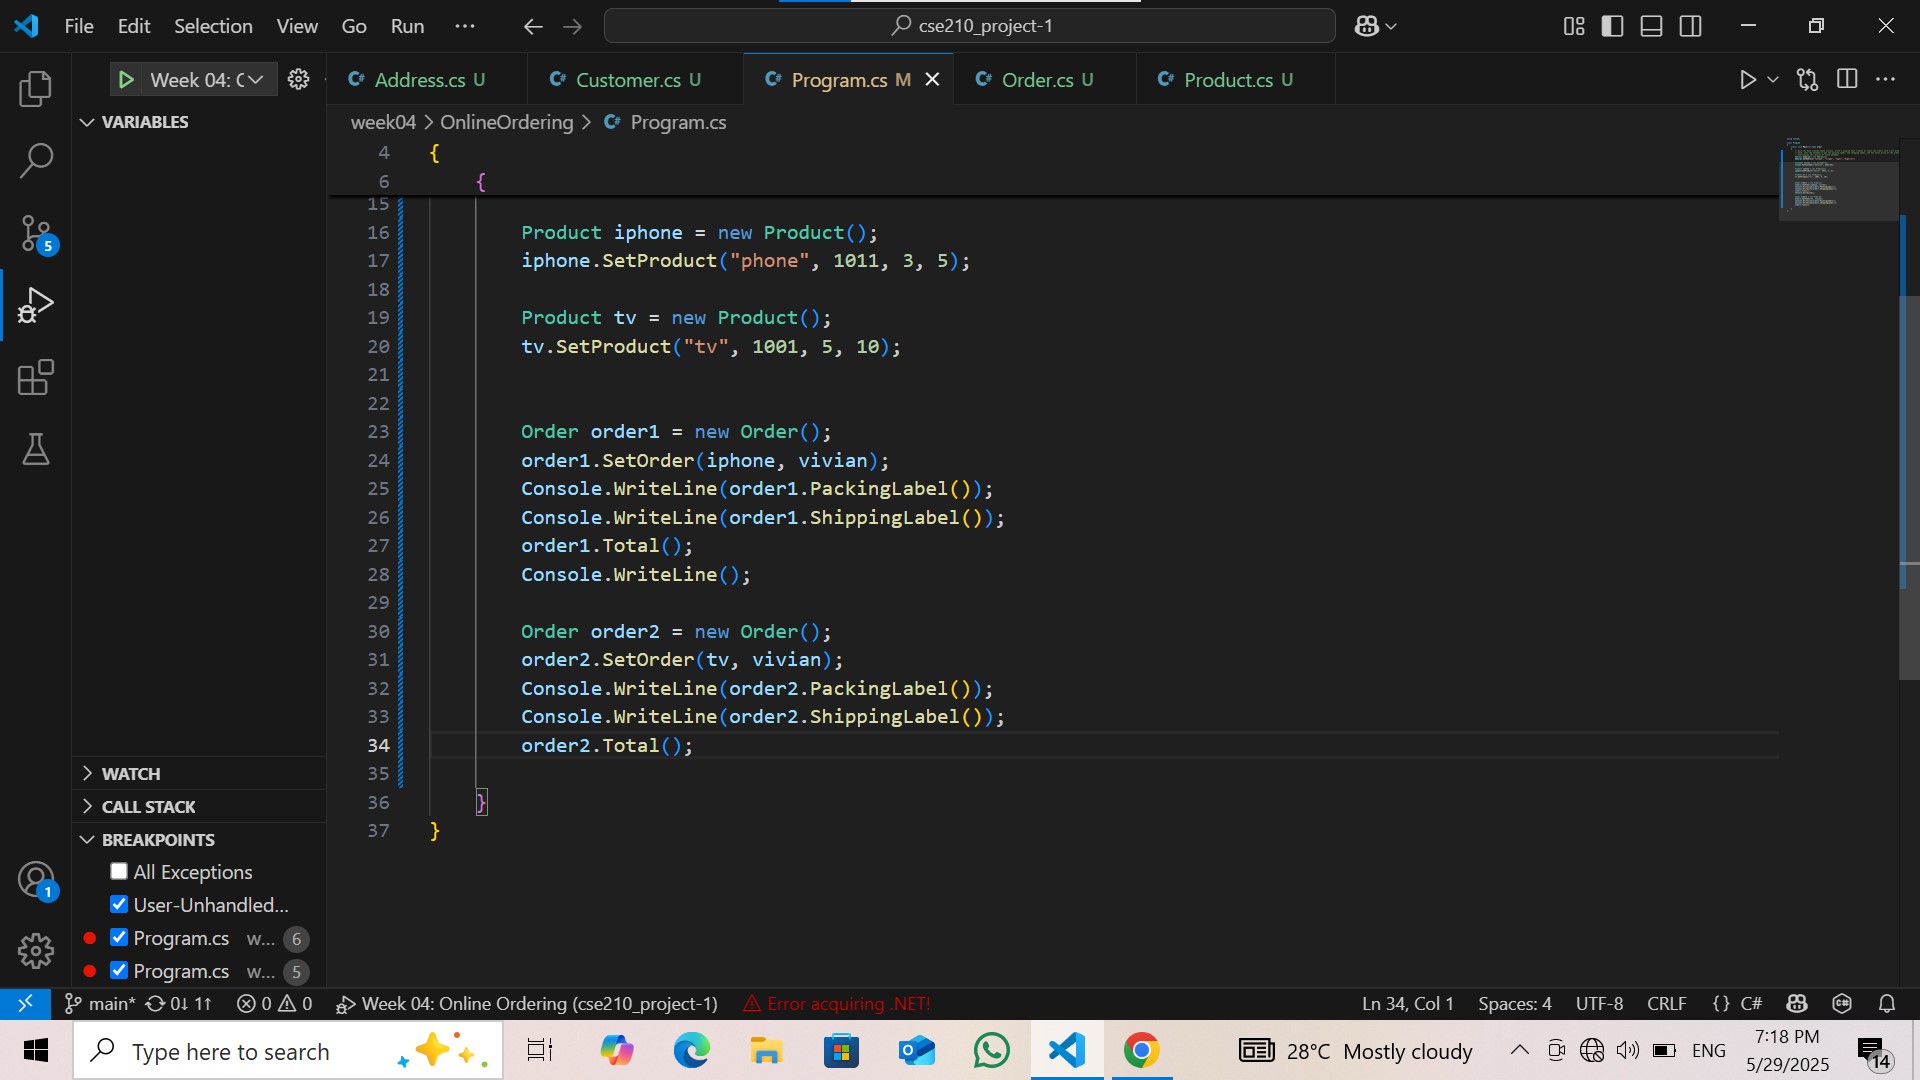 File Edit Selection View Go Run ··· cse210_project-1
Week 04: C
Address.cs U Customer.cs U Program.cs M Order.cs U Product.cs U
VARIABLES
week04 > OnlineOrdering > Program.cs
4 {
6 {
15
16 Product iphone = new Product();
17 iphone.SetProduct("phone", 1011, 3, 5);
18
19 Product tv = new Product();
20 tv.SetProduct("tv", 1001, 5, 10);
21
22
23 Order order1 = new Order();
24 order1.SetOrder(iphone, vivian);
25 Console.WriteLine(order1.PackingLabel());
26 Console.WriteLine(order1.ShippingLabel());
27 order1.Total();
28 Console.WriteLine();
29
30 Order order2 = new Order();
31 order2.SetOrder(tv, vivian);
32 Console.WriteLine(order2.PackingLabel());
33 Console.WriteLine(order2.ShippingLabel());
34 order2.Total();
35
36 }
37 }
5
WATCH
CALL STACK
BREAKPOINTS
All Exceptions
User-Unhandled...
Program.cs w... 6
Program.cs w... 5
1
main* 0↓ 1↑ 0 0 Week 04: Online Ordering (cse210_project-1) Error acquiring .NET! Ln 34, Col 1 Spaces: 4 UTF-8 CRLF {} C#
Type here to search 28°C Mostly cloudy ENG 7:18 PM
5/29/2025 14